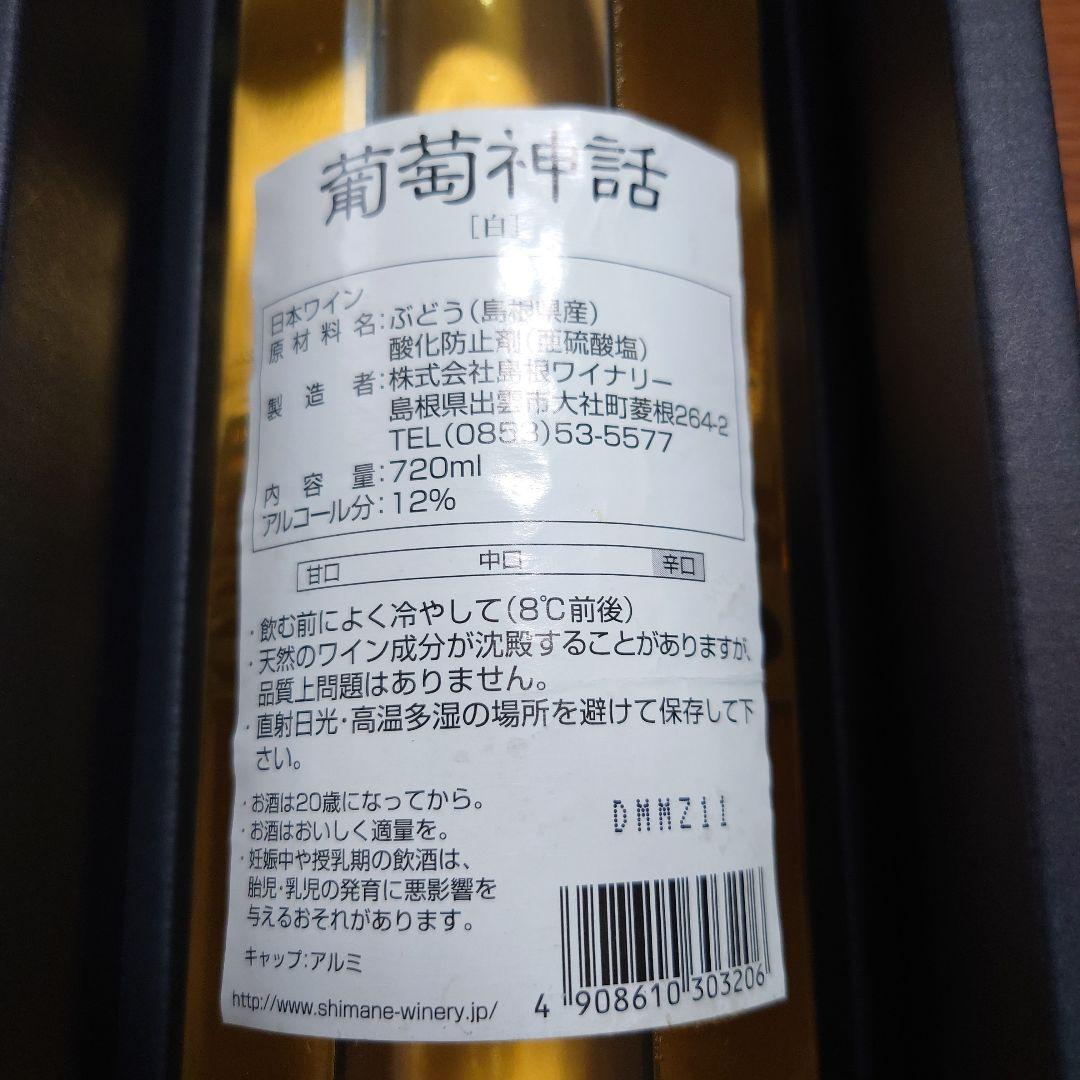 葡萄神話
[白]
日本ワイン
原材料名:ぶどう(島根県産)
酸化防止剤(亜硫酸塩)
製造者:株式会社島根ワイナリー
島根県出雲市大社町菱根264-2
TEL(0853)53-5577
内容量:720ml
アルコール分:12%
甘口 中口 辛口
・飲む前によく冷やして(8℃前後)
・天然のワイン成分が沈殿することがありますが、
品質上問題はありません。
・直射日光・高温多湿の場所を避けて保存して下
さい。
・お酒は20歳になってから。
・お酒はおいしく適量を。
・妊娠中や授乳期の飲酒は、
胎児・乳児の発育に悪影響を
与えるおそれがあります。
DMMZ11
キャップ:アルミ
http://www.shimane-winery.jp/
4 908610 303206